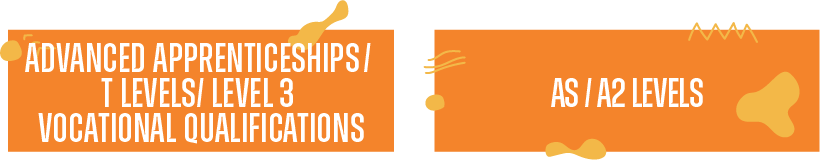 ADVANCED APPRENTICESHIPS /
T LEVELS/ LEVEL 3
VOCATIONAL QUALIFICATIONS
AS / A2 LEVELS